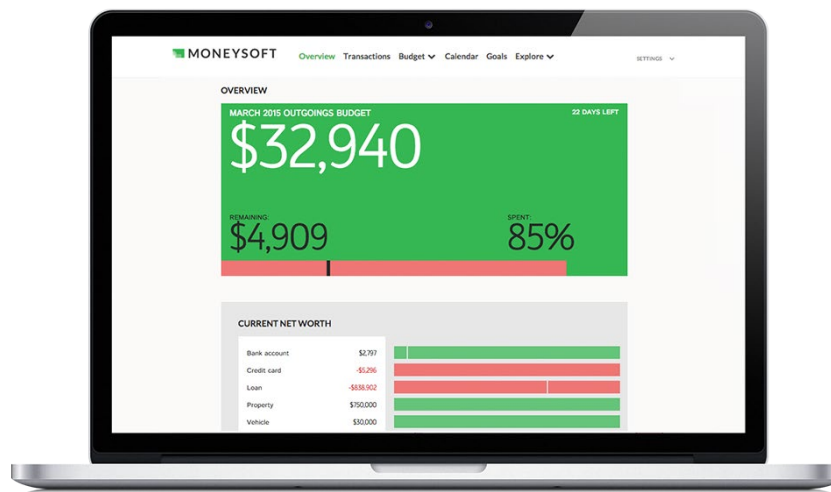 MONEYSOFT Overview Transactions Budget Calendar Goals Explore SETTINGS
OVERVIEW
MARCH 2015 OUTGOINGS BUDGET 22 DAYS LEFT
$32,940
REMAINING: SPENT:
$4,909 85%
CURRENT NET WORTH
Bank account $2,797
Credit card -$5,296
Loan -$838,902
Property $750,000
Vehicle $30,000